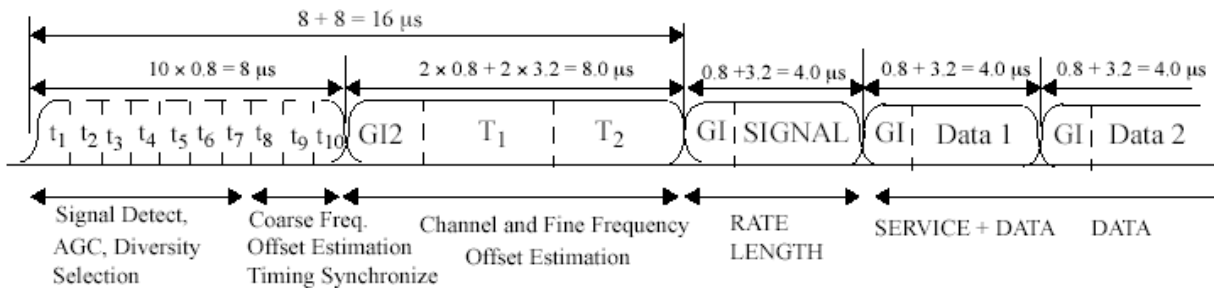 8 + 8 = 16 μs
10 × 0.8 = 8 μs
2 × 0.8 + 2 × 3.2 = 8.0 μs
0.8 +3.2 = 4.0 μs
0.8 + 3.2 = 4.0 μs
0.8 + 3.2 = 4.0 μs
t1 t2 t3 t4 t5 t6 t7 t8 t9 t10 GI2 T1 T2 GI SIGNAL GI Data 1 GI Data 2
Signal Detect,
AGC, Diversity
Selection
Coarse Freq.
Offset Estimation
Timing Synchronize
Channel and Fine Frequency
Offset Estimation
RATE
LENGTH
SERVICE + DATA
DATA